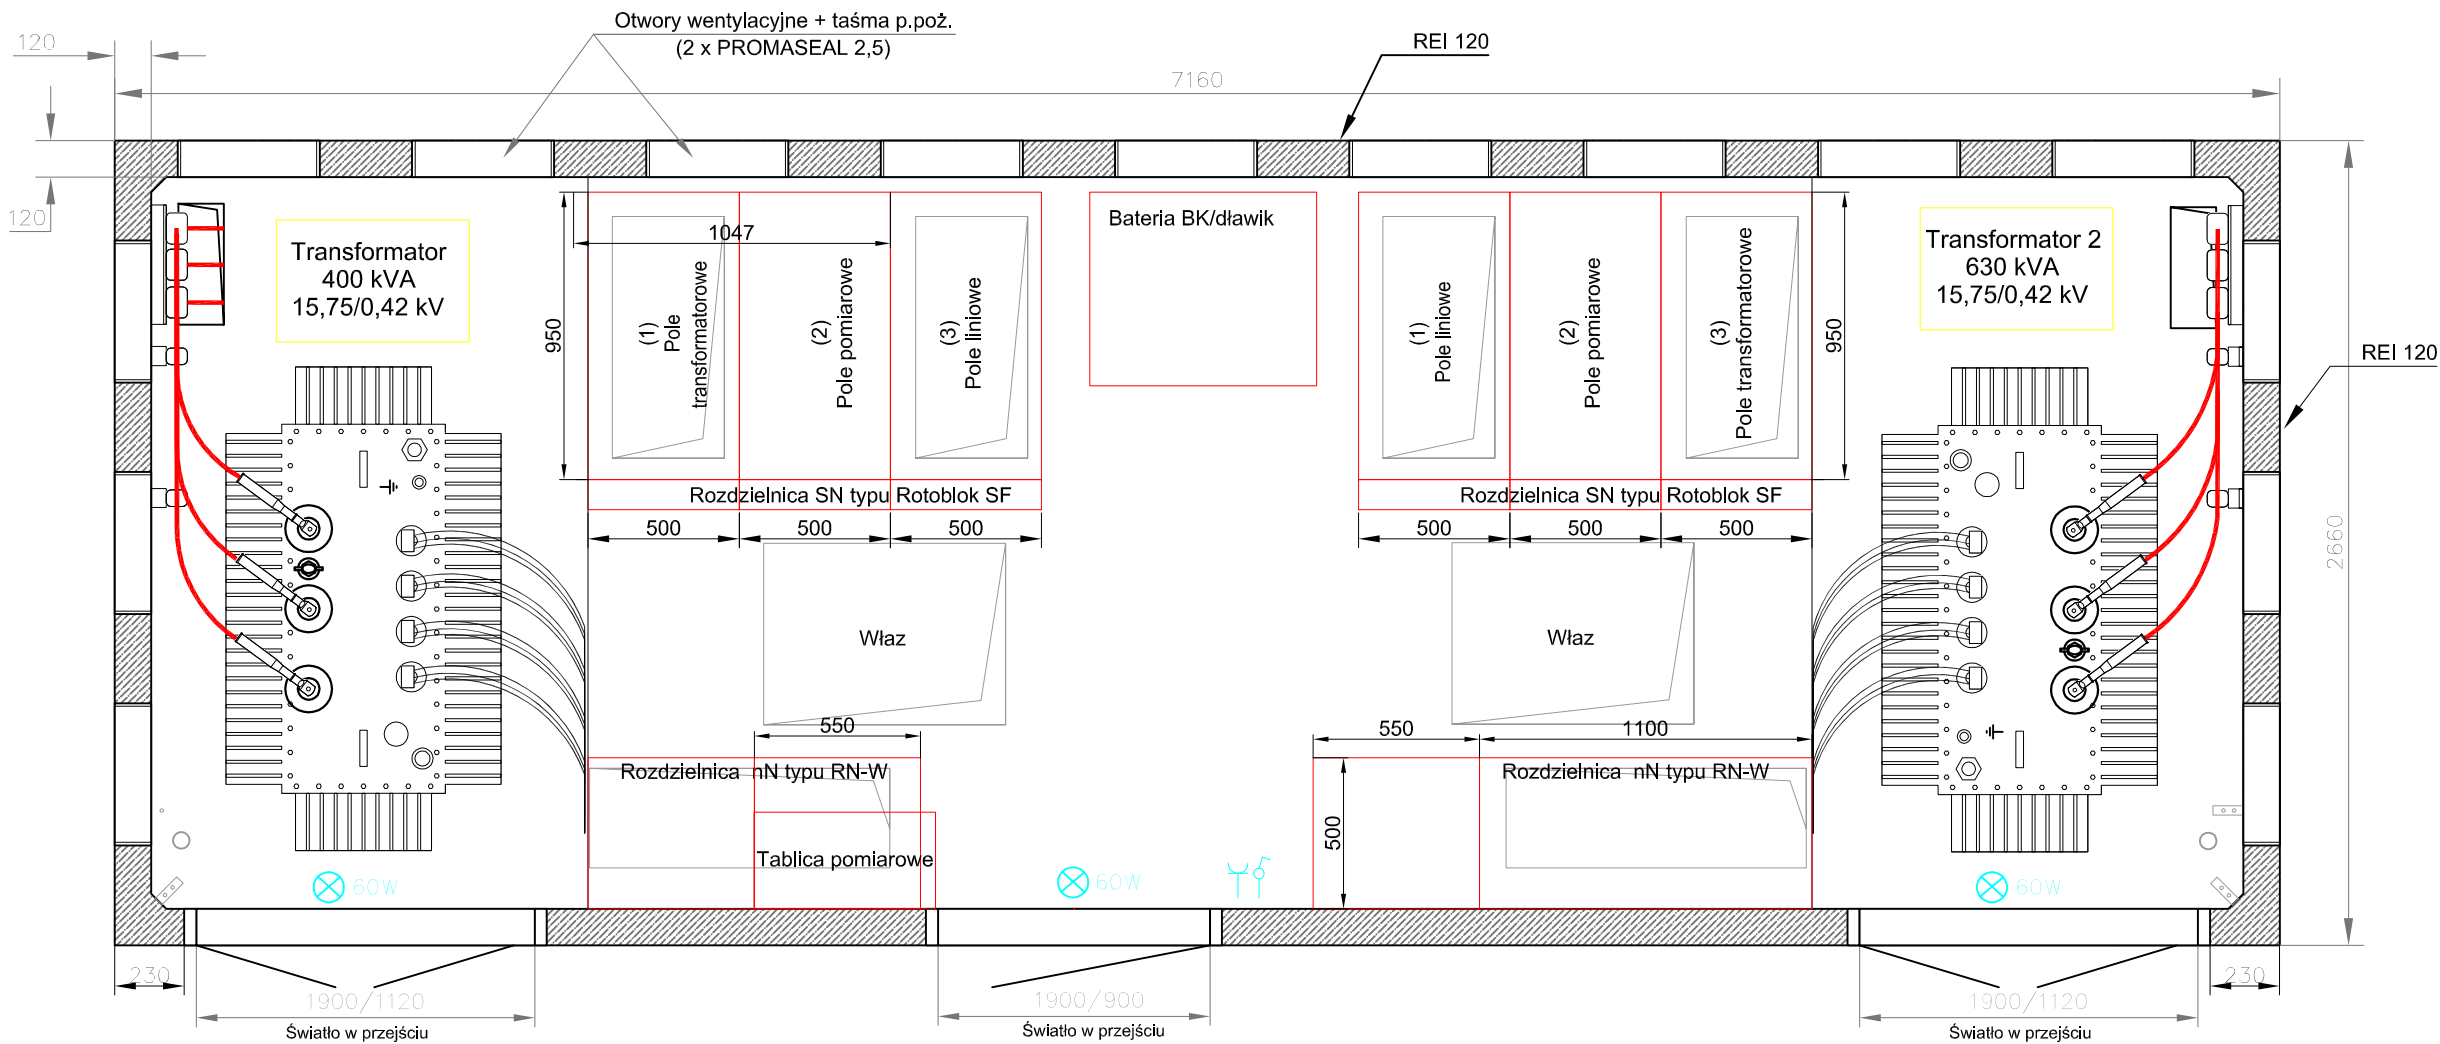 Otwory wentylacyjne + taśma p.poż.
(2 x PROMASEAL 2,5)
REI 120
120
7160
120
Transformator
400 kVA
15,75/0,42 kV
1047
950
(1)
Pole
transformatorowe
(2)
Pole pomiarowe
(3)
Pole liniowe
Bateria BK/dławik
(1)
Pole liniowe
(2)
Pole pomiarowe
(3)
Pole transformatorowe
950
Transformator 2
630 kVA
15,75/0,42 kV
REI 120
Rozdzielnica SN typu Rotoblok SF
500
500
500
Rozdzielnica SN typu Rotoblok SF
500
500
500
2660
Właz
Właz
550
550
1100
Rozdzielnica nN typu RN-W
Rozdzielnica nN typu RN-W
500
Tablica pomiarowe
60W
60W
60W
230
1900/1120
Światło w przejściu
1900/900
Światło w przejściu
1900/1120
Światło w przejściu
230